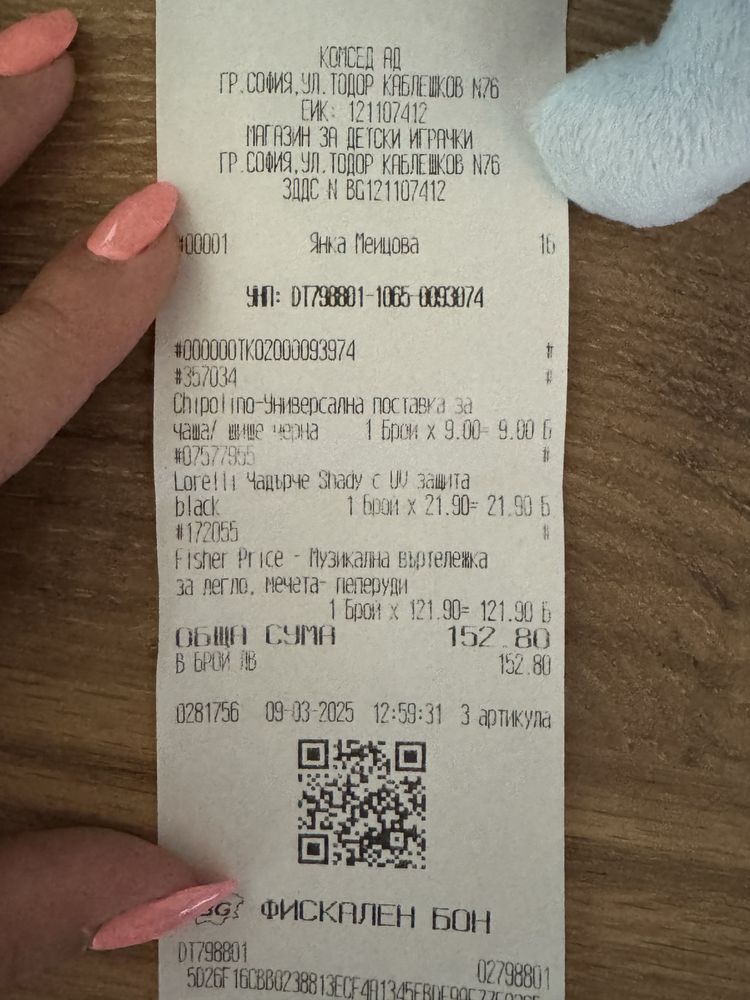 КОМСЕД АД
ГР.СОФИЯ,УЛ.ТОДОР КАБЛЕШКОВ N76
ЕИК: 121107412
МАГАЗИН ЗА ДЕТСКИ ИГРАЧКИ
ГР.СОФИЯ,УЛ.ТОДОР КАБЛЕШКОВ N76
ЗДДС N BG121107412
#00001 Янка Меицова 16
УНП: DT798801-1065-0093074
#000000TK02000093974 #
#357034 #
Chipolino-Универсална поставка за
чаша/ шише черна 1 Брой x 9.00= 9.00 Б
#07577955 #
Lorelli Чадърче Shady с UV защита
black 1 Брой x 21.90= 21.90 Б
#172055 #
Fisher Price - Музикална въртележка
за легло, мечета- пеперуди
1 Брой x 121.90= 121.90 Б
ОБЩА СУМА 152.80
В БРОЙ ЛВ 152.80
0281756 09-03-2025 12:59:31 3 артикула
BG
ФИСКАЛЕН БОН
DT798801 02798801